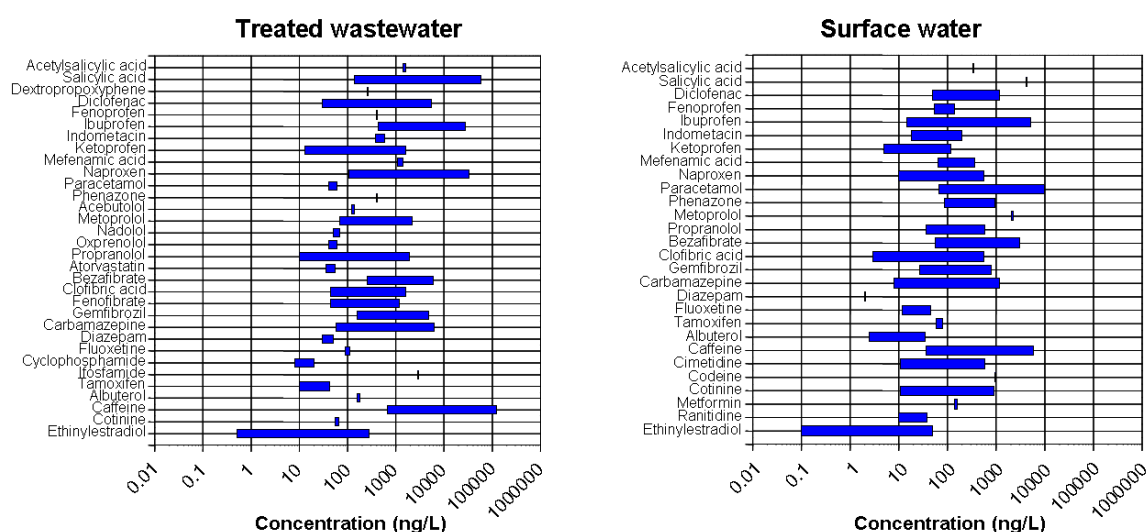 Treated wastewater
Acetylsalicylic acid
Salicylic acid
Dextropropoxyphene
Diclofenac
Fenoprofen
Ibuprofen
Indometacin
Ketoprofen
Mefenamic acid
Naproxen
Paracetamol
Phenazone
Acebutolol
Metoprolol
Nadolol
Oxprenolol
Propranolol
Atorvastatin
Bezafibrate
Clofibric acid
Fenofibrate
Gemfibrozil
Carbamazepine
Diazepam
Fluoxetine
Cyclophosphamide
Ifosfamide
Tamoxifen
Albuterol
Caffeine
Cotinine
Ethinylestradiol
0.01 0.1 1 10 100 1000 10000 100000 1000000
Concentration (ng/L)
Surface water
Acetylsalicylic acid
Salicylic acid
Diclofenac
Fenoprofen
Ibuprofen
Indometacin
Ketoprofen
Mefenamic acid
Naproxen
Paracetamol
Phenazone
Metoprolol
Propranolol
Bezafibrate
Clofibric acid
Gemfibrozil
Carbamazepine
Diazepam
Fluoxetine
Tamoxifen
Albuterol
Caffeine
Cimetidine
Codeine
Cotinine
Metformin
Ranitidine
Ethinylestradiol
0.01 0.1 1 10 100 1000 10000 100000 1000000
Concentration (ng/L)